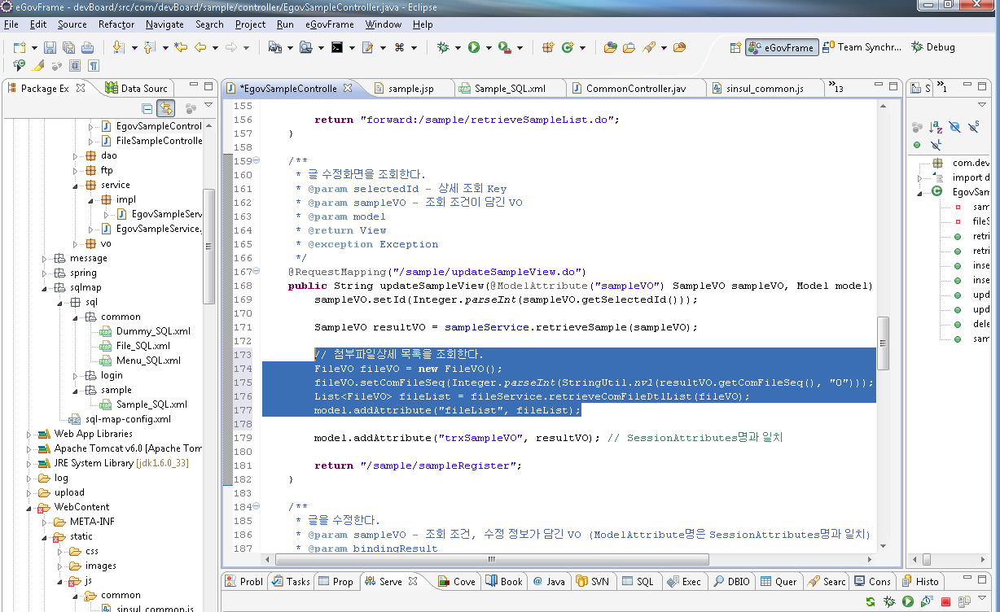 eGovFrame - devBoard/src/com/devBoard/sample/controller/EgovSampleController.java - Eclipse
File Edit Source Refactor Navigate Search Project Run eGovFrame Window Help
eGovFrame Team Synchr... Debug
Package Ex Data Sourc
EgovSampleControl
FileSampleControlle
dao
ftp
service
impl
EgovSampleServ
EgovSampleService.
vo
message
spring
sqlmap
sql
common
Dummy_SQL.xml
File_SQL.xml
Menu_SQL.xml
login
sample
Sample_SQL.xml
sql-map-config.xml
Web App Libraries
Apache Tomcat v6.0 [Apache Tom
JRE System Library [jdk1.6.0_33]
log
upload
WebContent
META-INF
static
css
images
js
common
sinsul_common.js
*EgovSampleControlle sample.jsp Sample_SQL.xml CommonController.jav sinsul_common.js »13
155
156 return "forward:/sample/retrieveSampleList.do";
157 }
158
159 /**
160 * 글 수정화면을 조회한다.
161 * @param selectedId - 상세 조회 Key
162 * @param sampleVO - 조회 조건이 담긴 VO
163 * @param model
164 * @return View
165 * @exception Exception
166 */
167 @RequestMapping("/sample/updateSampleView.do")
168 public String updateSampleView(@ModelAttribute("sampleVO") SampleVO sampleVO, Model model)
169 sampleVO.setId(Integer.parseInt(sampleVO.getSelectedId()));
170
171 SampleVO resultVO = sampleService.retrieveSample(sampleVO);
172
173 // 첨부파일상세 목록을 조회한다.
174 FileVO fileVO = new FileVO();
175 fileVO.setComFileSeq(Integer.parseInt(StringUtil.nvl(resultVO.getComFileSeq(), "0")));
176 List<FileVO> fileList = fileService.retrieveComFileDtlList(fileVO);
177 model.addAttribute("fileList", fileList);
178
179 model.addAttribute("trxSampleVO", resultVO); // SessionAttributes명과 일치
180
181 return "/sample/sampleRegister";
182 }
183
184 /**
185 * 글을 수정한다.
186 * @param sampleVO - 조회 조건, 수정 정보가 담긴 VO (ModelAttribute명은 SessionAttributes명과 일치)
187 * @param bindingResult
S »1
com.dev
import d
EgovSam
sam
fileS
retri
retri
inse
inse
upd
upd
dele
sam
Probl Tasks Prop Serve Cove Book Java SVN SQL Exec DBIO Quer Searc Cons Histo